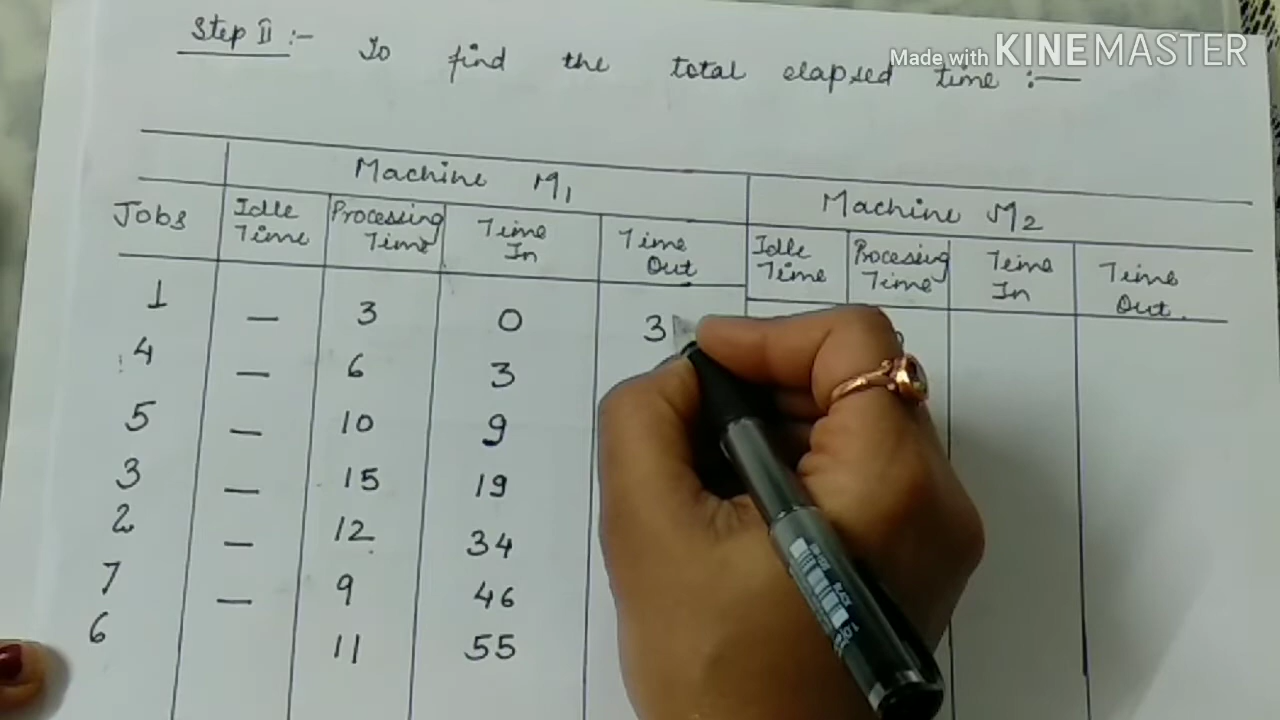 Step II :- To find the total elapsed time :—
Made with KINEMASTER
Machine M1 Machine M2
Jobs Idle Time Processing Time Time In Time Out Idle Time Processing Time Time In Time Out.
1 — 3 0 3
4 — 6 3
5 — 10 9
3 — 15 19
2 — 12 34
7 — 9 46
6 11 55